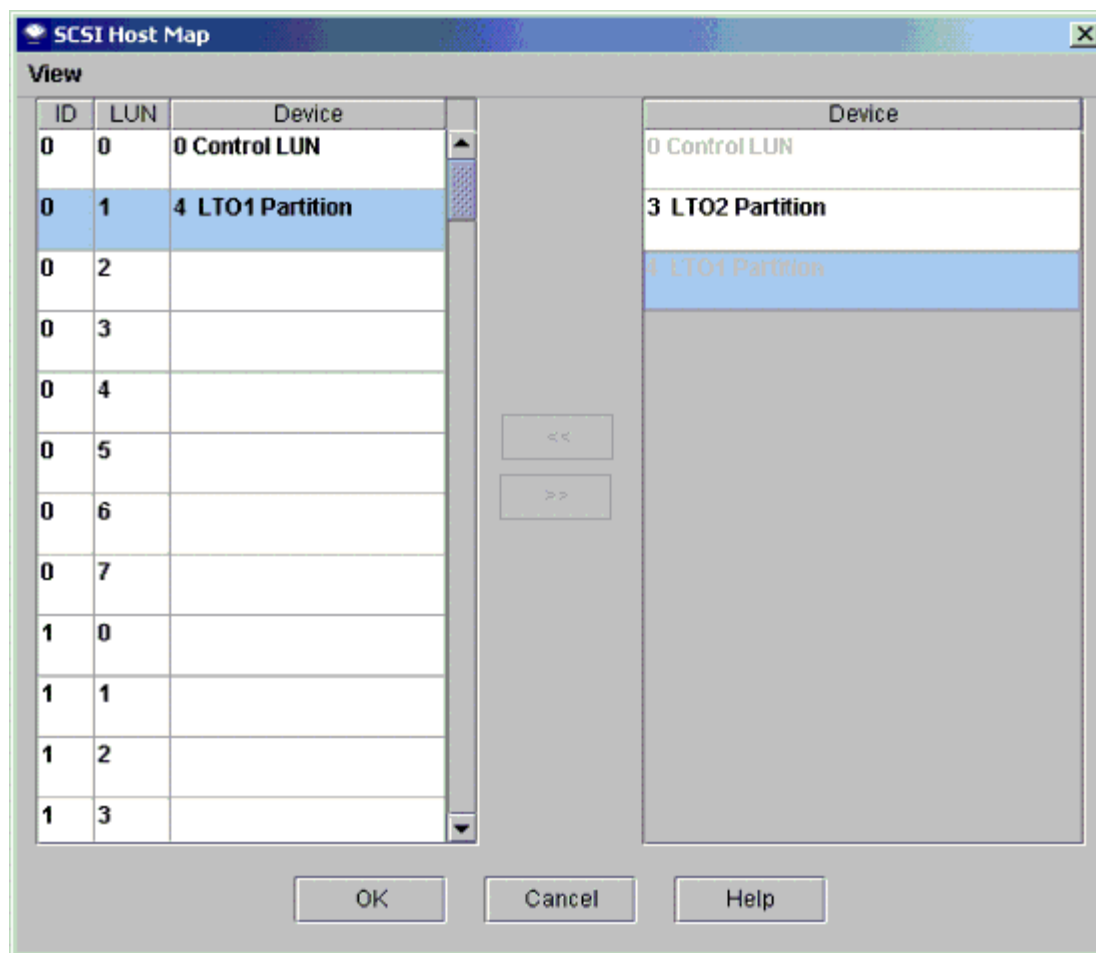 SCSI Host Map
View
ID LUN Device
0 0 0 Control LUN
0 1 4 LTO1 Partition
0 2
0 3
0 4
0 5
0 6
0 7
1 0
1 1
1 2
1 3
<<
>>
Device
0 Control LUN
3 LTO2 Partition
4 LTO1 Partition
OK Cancel Help